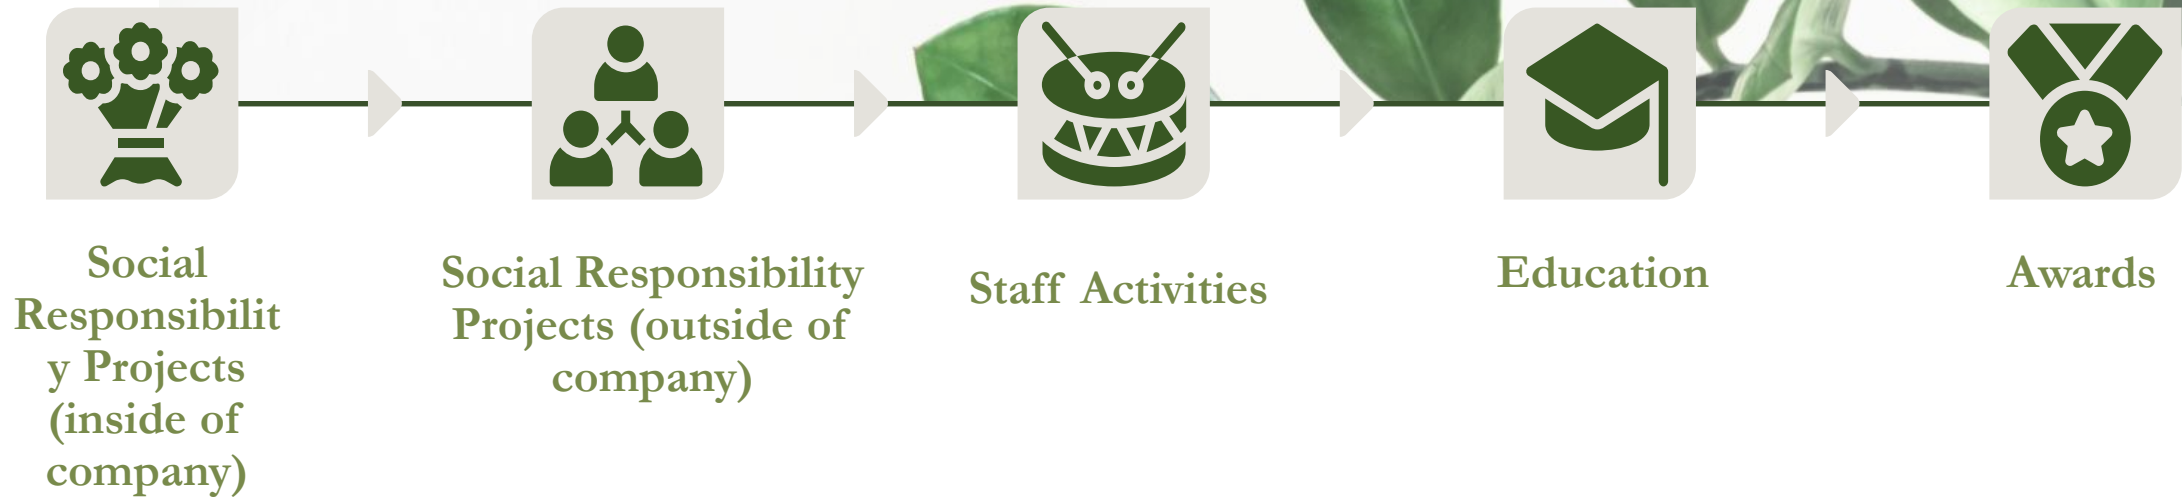 Social
Responsibilit
y Projects
(inside of
company)
Social Responsibility
Projects (outside of
company)
Staff Activities
Education
Awards